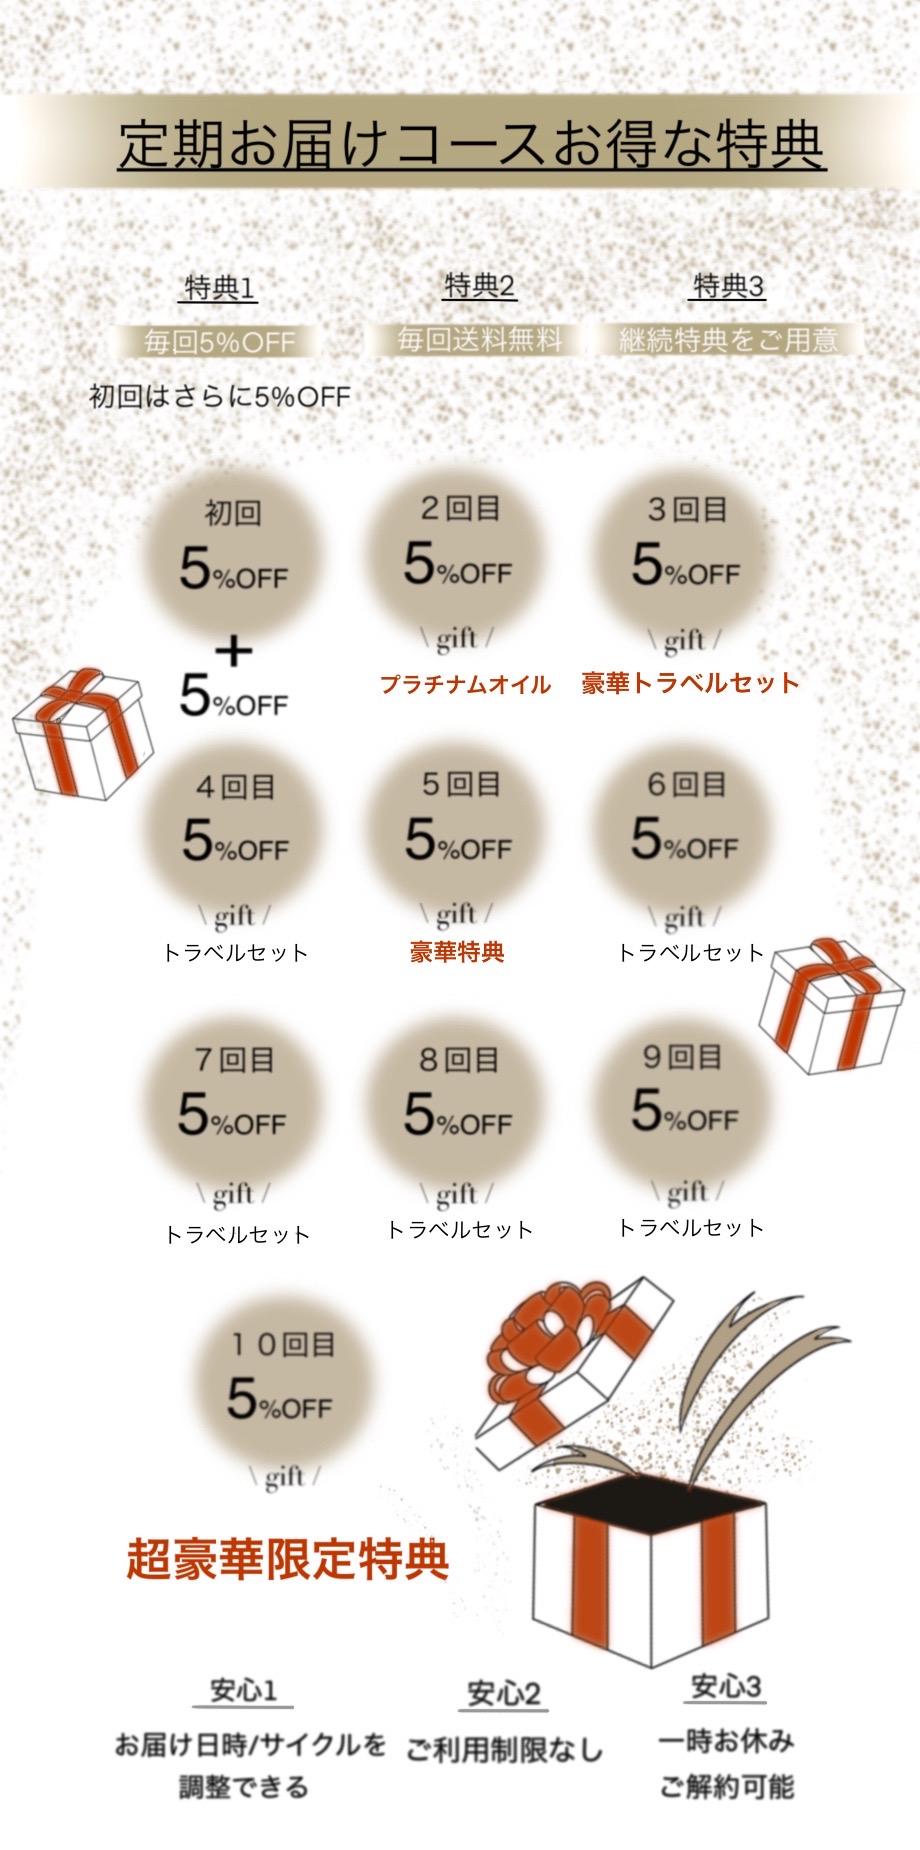 定期お届けコースお得な特典
特典1
特典2
特典3
毎回5%OFF
毎回送料無料
継続特典をご用意
初回はさらに5%OFF
初回
5%OFF
+
5%OFF
２回目
5%OFF
\ gift /
プラチナムオイル
３回目
5%OFF
\ gift /
豪華トラベルセット
４回目
5%OFF
\ gift /
トラベルセット
５回目
5%OFF
\ gift /
豪華特典
６回目
5%OFF
\ gift /
トラベルセット
７回目
5%OFF
\ gift /
トラベルセット
８回目
5%OFF
\ gift /
トラベルセット
９回目
5%OFF
\ gift /
トラベルセット
１０回目
5%OFF
\ gift /
超豪華限定特典
安心1
お届け日時/サイクルを
調整できる
安心2
ご利用制限なし
安心3
一時お休み
ご解約可能